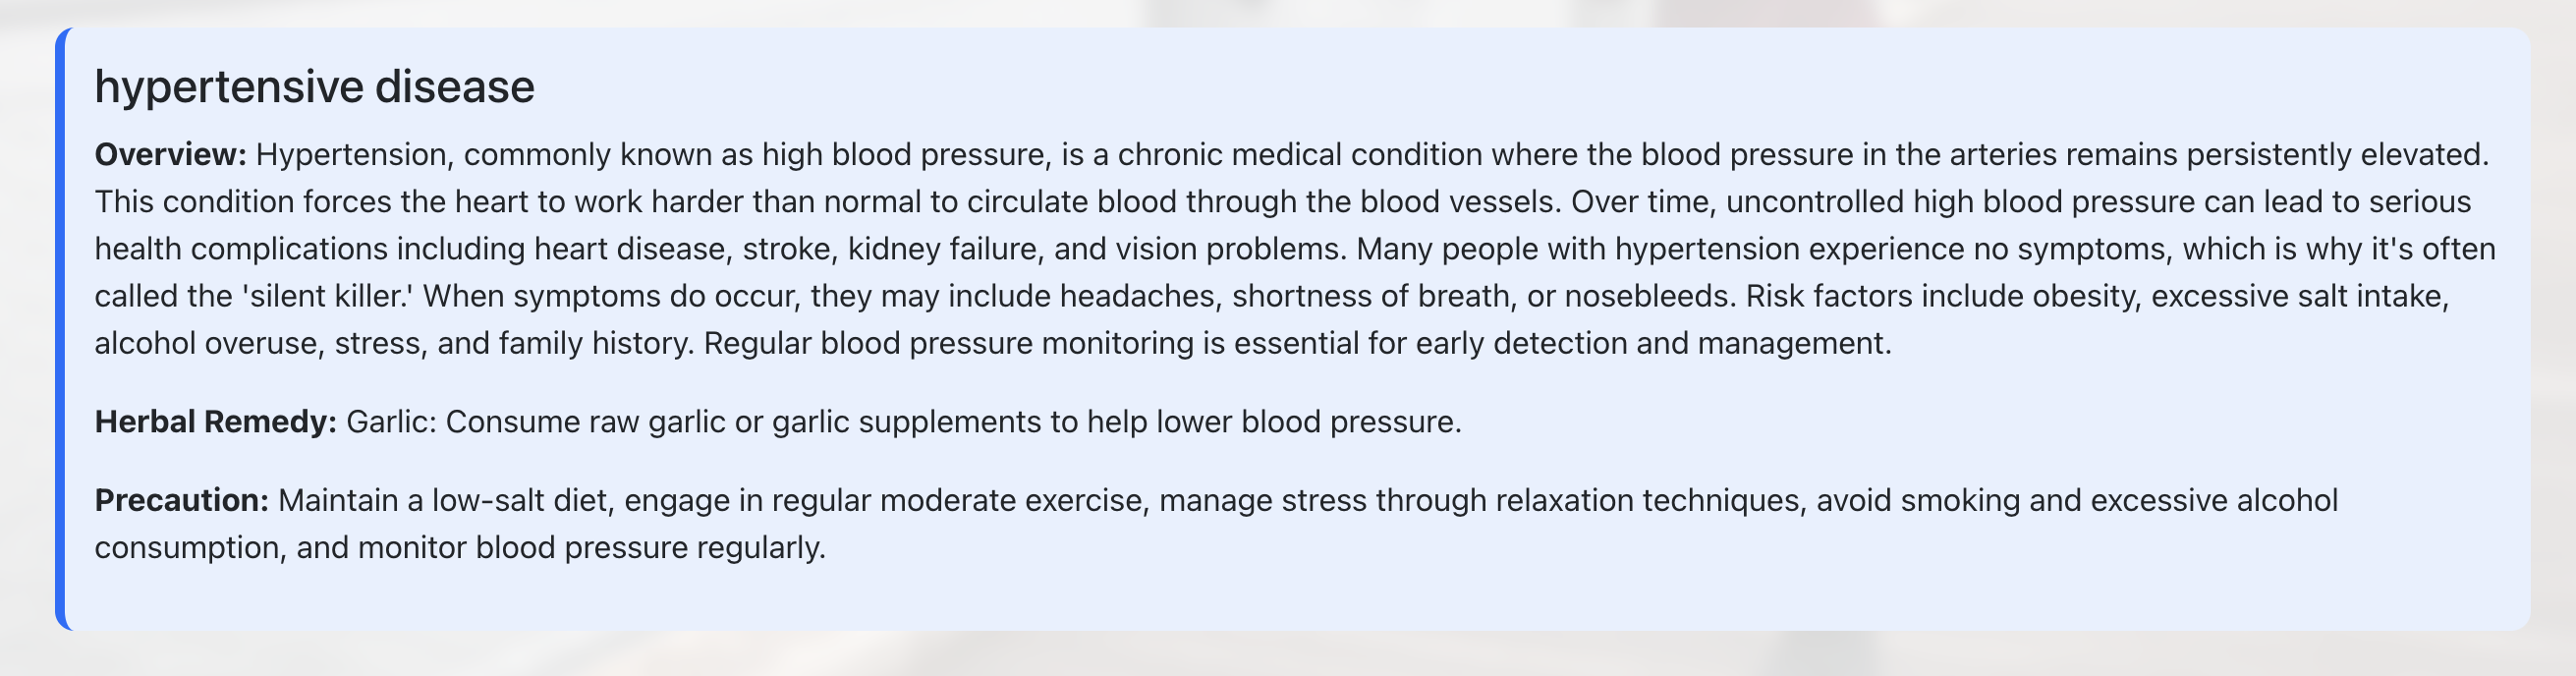 hypertensive disease
Overview: Hypertension, commonly known as high blood pressure, is a chronic medical condition where the blood pressure in the arteries remains persistently elevated.
This condition forces the heart to work harder than normal to circulate blood through the blood vessels. Over time, uncontrolled high blood pressure can lead to serious
health complications including heart disease, stroke, kidney failure, and vision problems. Many people with hypertension experience no symptoms, which is why it's often
called the 'silent killer.' When symptoms do occur, they may include headaches, shortness of breath, or nosebleeds. Risk factors include obesity, excessive salt intake,
alcohol overuse, stress, and family history. Regular blood pressure monitoring is essential for early detection and management.
Herbal Remedy: Garlic: Consume raw garlic or garlic supplements to help lower blood pressure.
Precaution: Maintain a low-salt diet, engage in regular moderate exercise, manage stress through relaxation techniques, avoid smoking and excessive alcohol
consumption, and monitor blood pressure regularly.